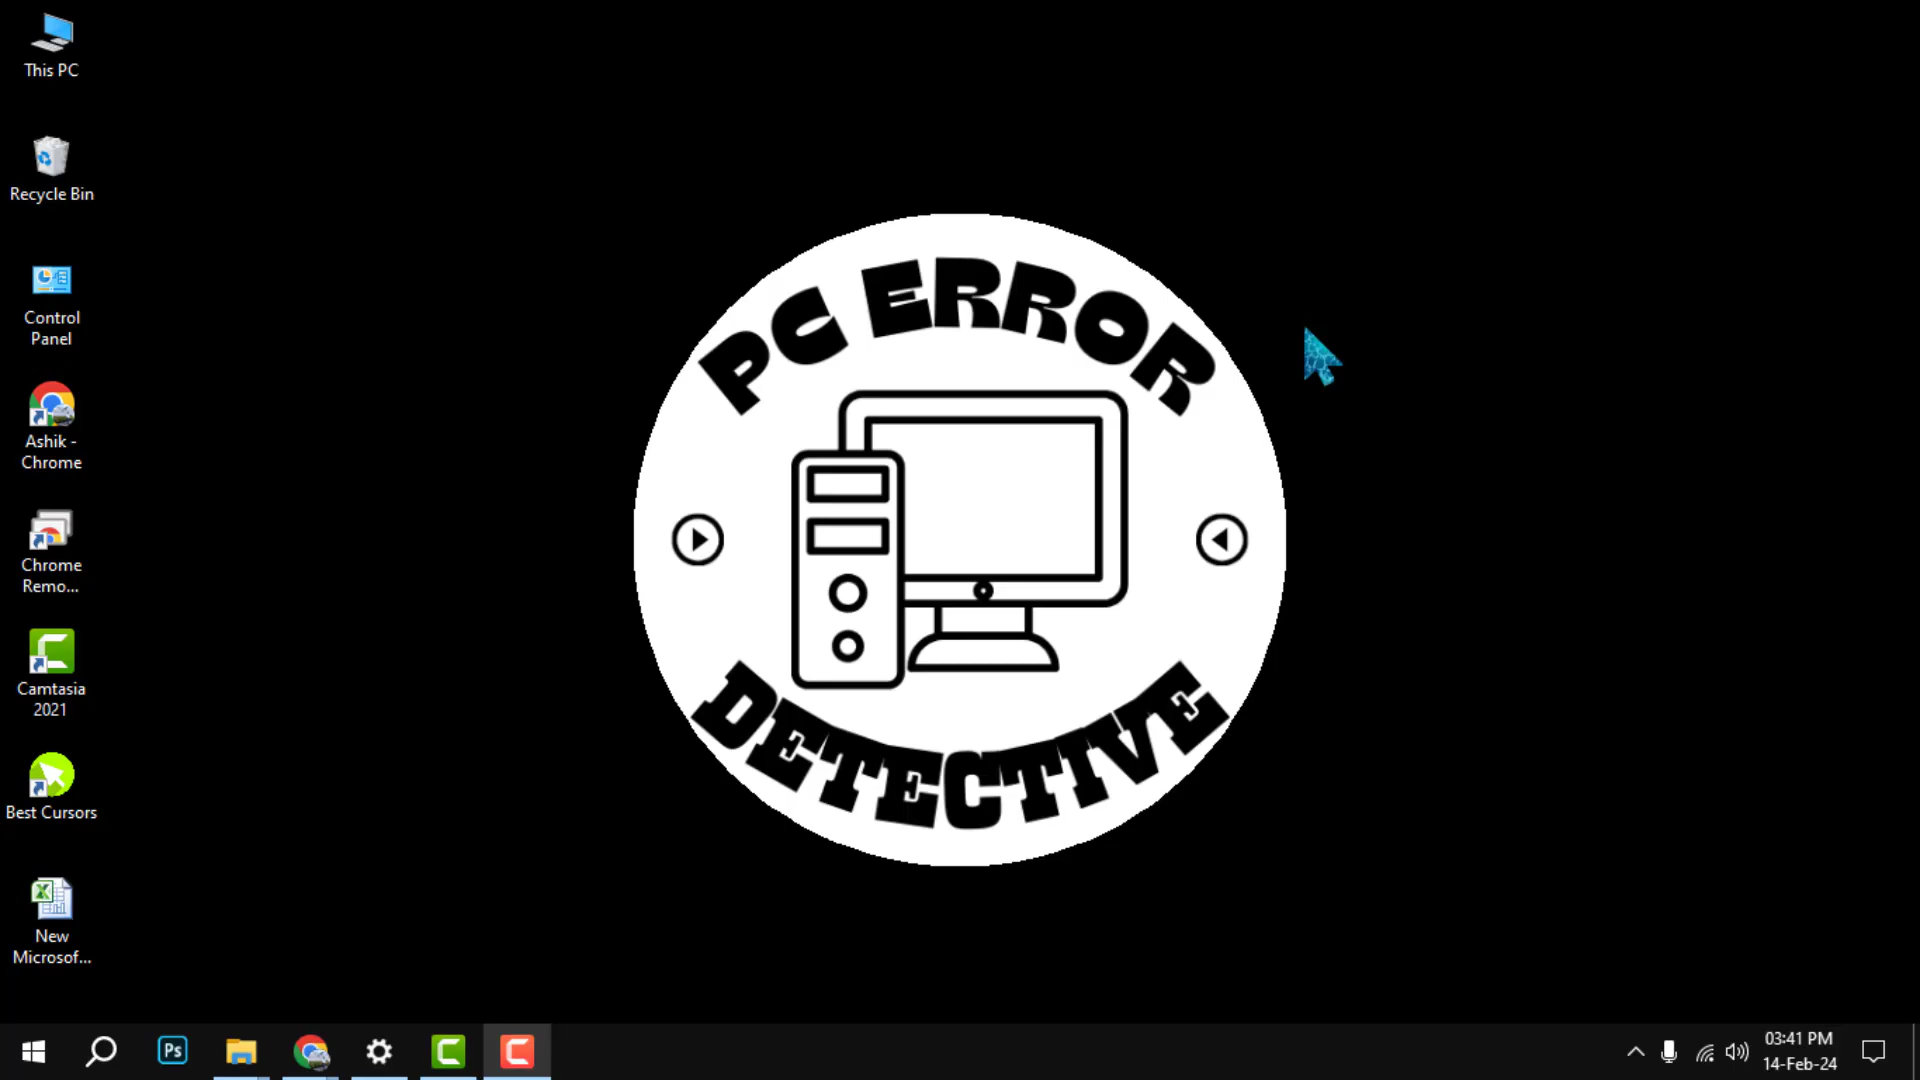 This PC
Recycle Bin
Control
Panel
Ashik -
Chrome
Chrome
Remo...
Camtasia
2021
Best Cursors
New
Microsof...
PC ERROR
DETECTIVE
Ps
03:41 PM
14-Feb-24